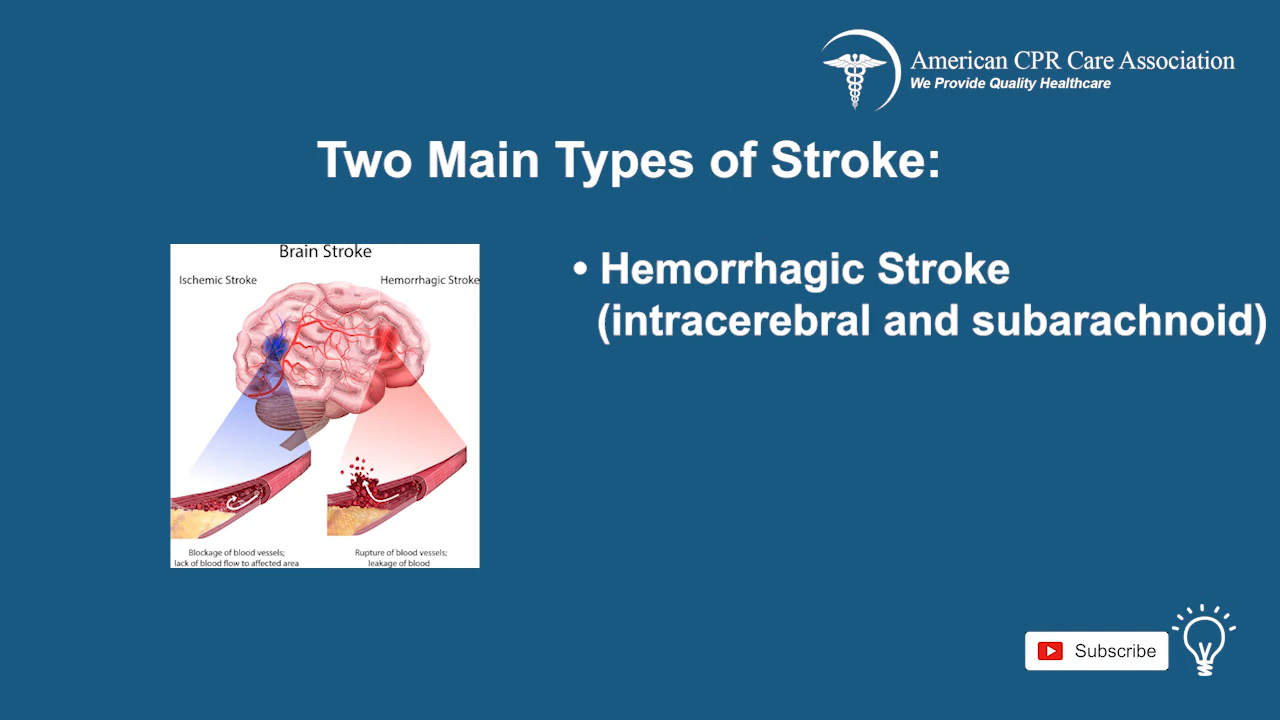 American CPR Care Association
We Provide Quality Healthcare
Two Main Types of Stroke:
Brain Stroke
Ischemic Stroke
Hemorrhagic Stroke
Blockage of blood vessels;
lack of blood flow to affected area
Rupture of blood vessels;
leakage of blood
• Hemorrhagic Stroke
(intracerebral and subarachnoid)
Subscribe